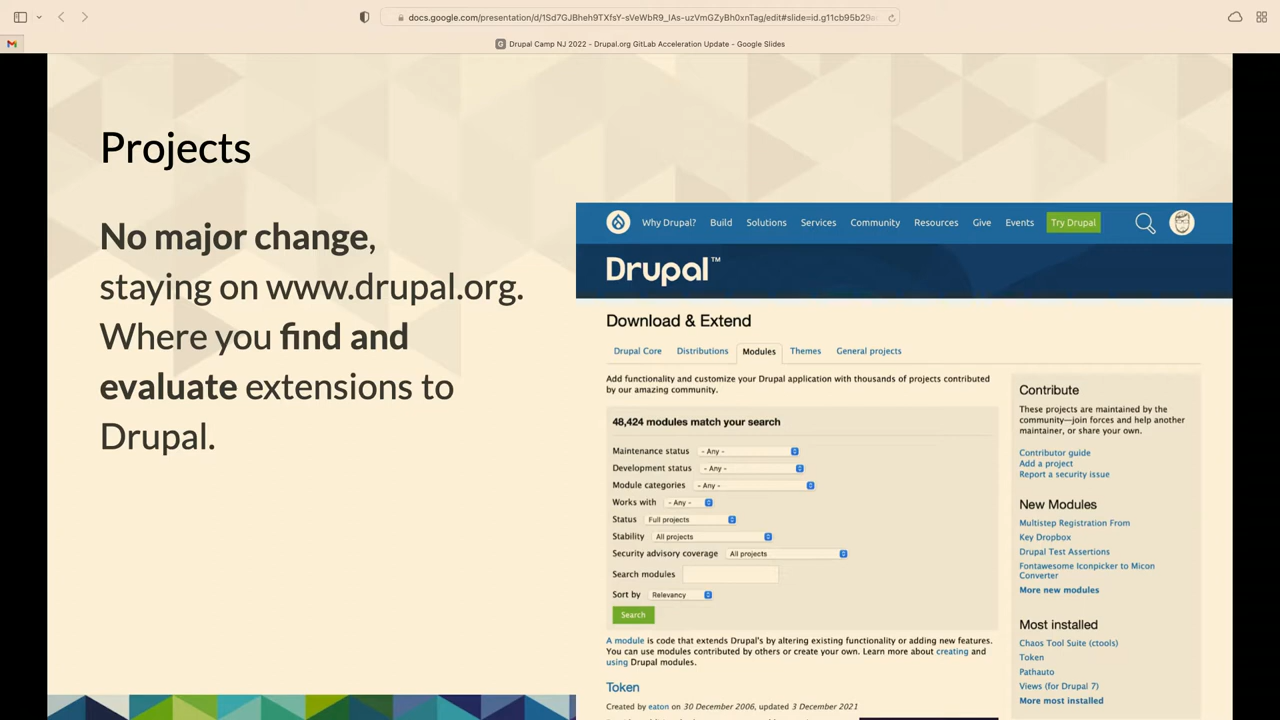 docs.google.com/presentation/d/1Sd7GJBheh9TXfsY-sVeWbR9_IAs-uzVmGZyBh0xnTag/edit#slide=id.g11cb95b29
Drupal Camp NJ 2022 - Drupal.org GitLab Acceleration Update - Google Slides
Projects
No major change,
staying on www.drupal.org.
Where you find and
evaluate extensions to
Drupal.
Why Drupal? Build Solutions Services Community Resources Give Events Try Drupal
Drupal™
Download & Extend
Drupal Core Distributions Modules Themes General projects
Add functionality and customize your Drupal application with thousands of projects contributed
by our amazing community.
48,424 modules match your search
Maintenance status - Any -
Development status - Any -
Module categories - Any -
Works with - Any -
Status Full projects
Stability All projects
Security advisory coverage All projects
Search modules
Sort by Relevancy
Search
A module is code that extends Drupal's by altering existing functionality or adding new features.
You can use modules contributed by others or create your own. Learn more about creating and
using Drupal modules.
Token
Created by eaton on 30 December 2006, updated 3 December 2021
Contribute
These projects are maintained by the
community—join forces and help another
maintainer, or share your own.
Contributor guide
Add a project
Report a security issue
New Modules
Multistep Registration From
Key Dropbox
Drupal Test Assertions
Fontawesome Iconpicker to Micon
Converter
More new modules
Most installed
Chaos Tool Suite (ctools)
Token
Pathauto
Views (for Drupal 7)
More most installed